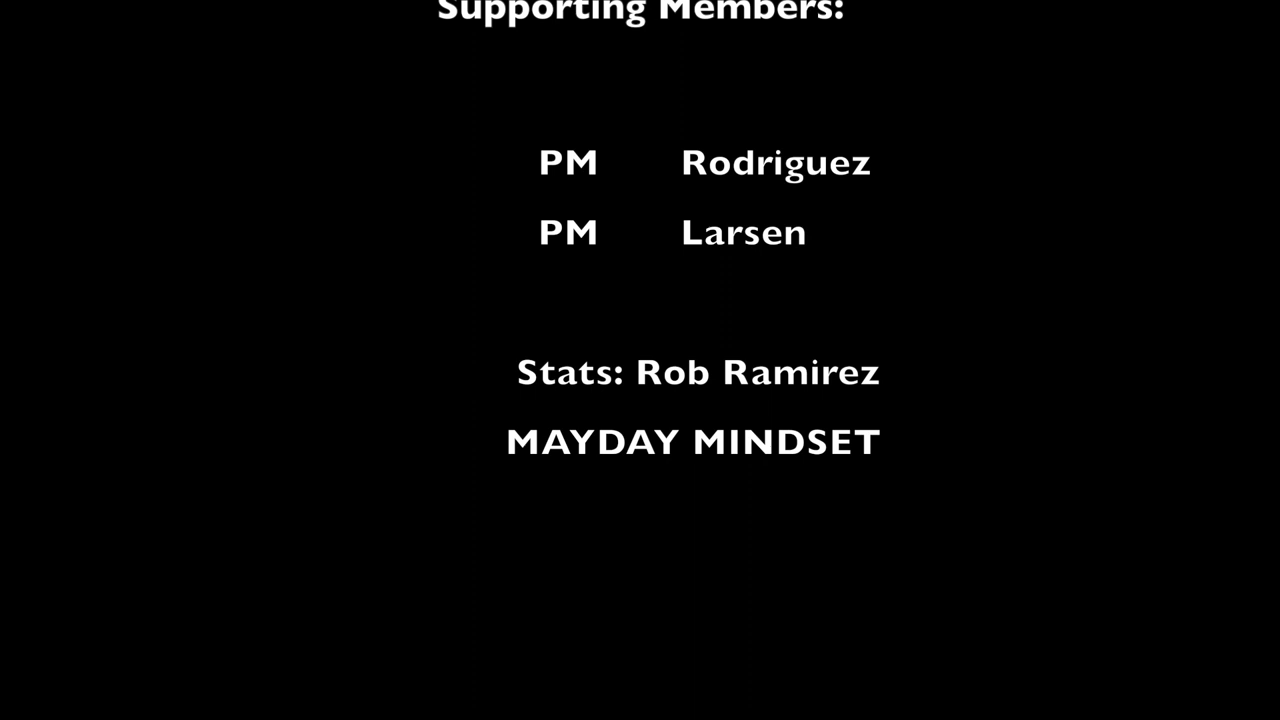 Supporting Members:
PM Rodriguez
PM Larsen
Stats: Rob Ramirez
MAYDAY MINDSET